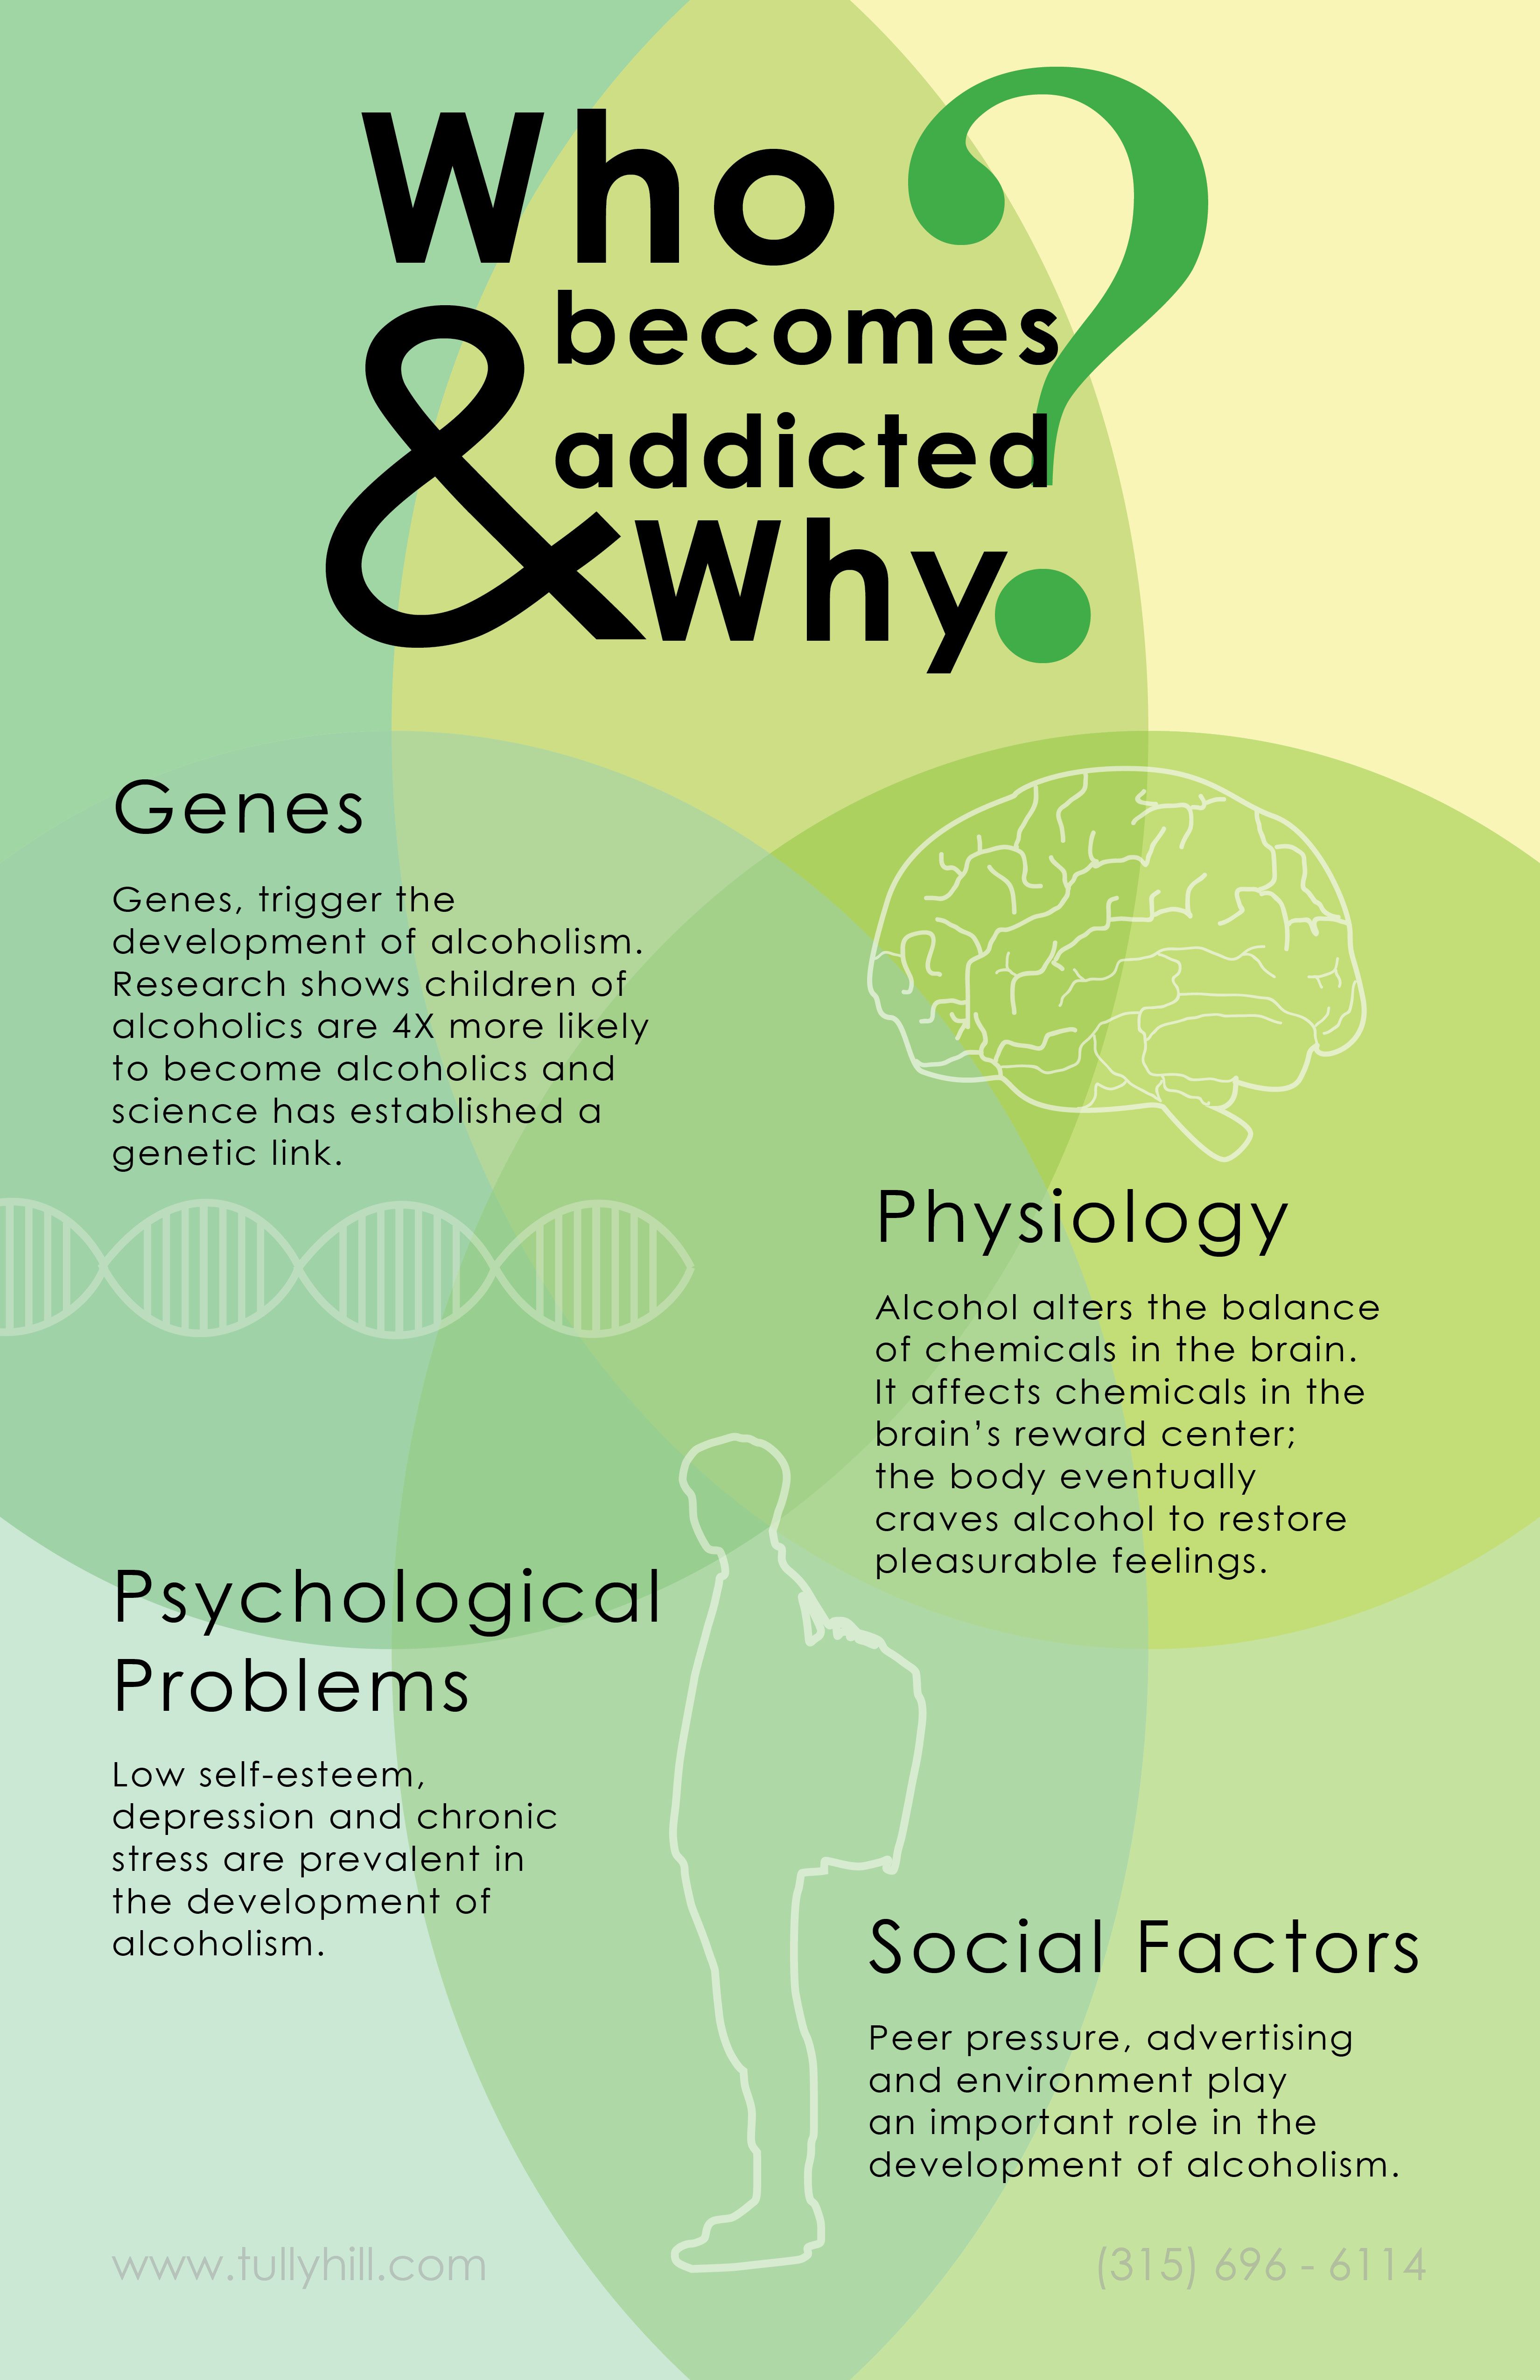 Who ?
becomes
addicted
& Why
Genes
Genes, trigger the
development of alcoholism.
Research shows children of
alcoholics are 4X more likely
to become alcoholics and
science has established a
genetic link.
Physiology
Alcohol alters the balance
of chemicals in the brain.
It affects chemicals in the
brain's reward center;
the body eventually
craves alcohol to restore
pleasurable feelings.
Psychological
Problems
Low self-esteem,
depression and chronic
stress are prevalent in
the development of
alcoholism.
Social Factors
Peer pressure, advertising
and environment play
an important role in the
development of alcoholism.
www.tullyhill.com
(315) 696 - 6114